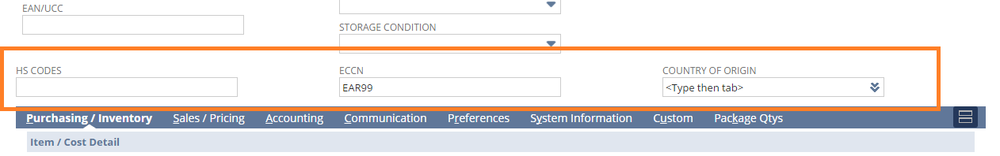 EAN/UCC
STORAGE CONDITION
HS CODES ECCN COUNTRY OF ORIGIN
EAR99 <Type then tab>
Purchasing / Inventory Sales / Pricing Accounting Communication Preferences System Information Custom Package Qtys
Item / Cost Detail